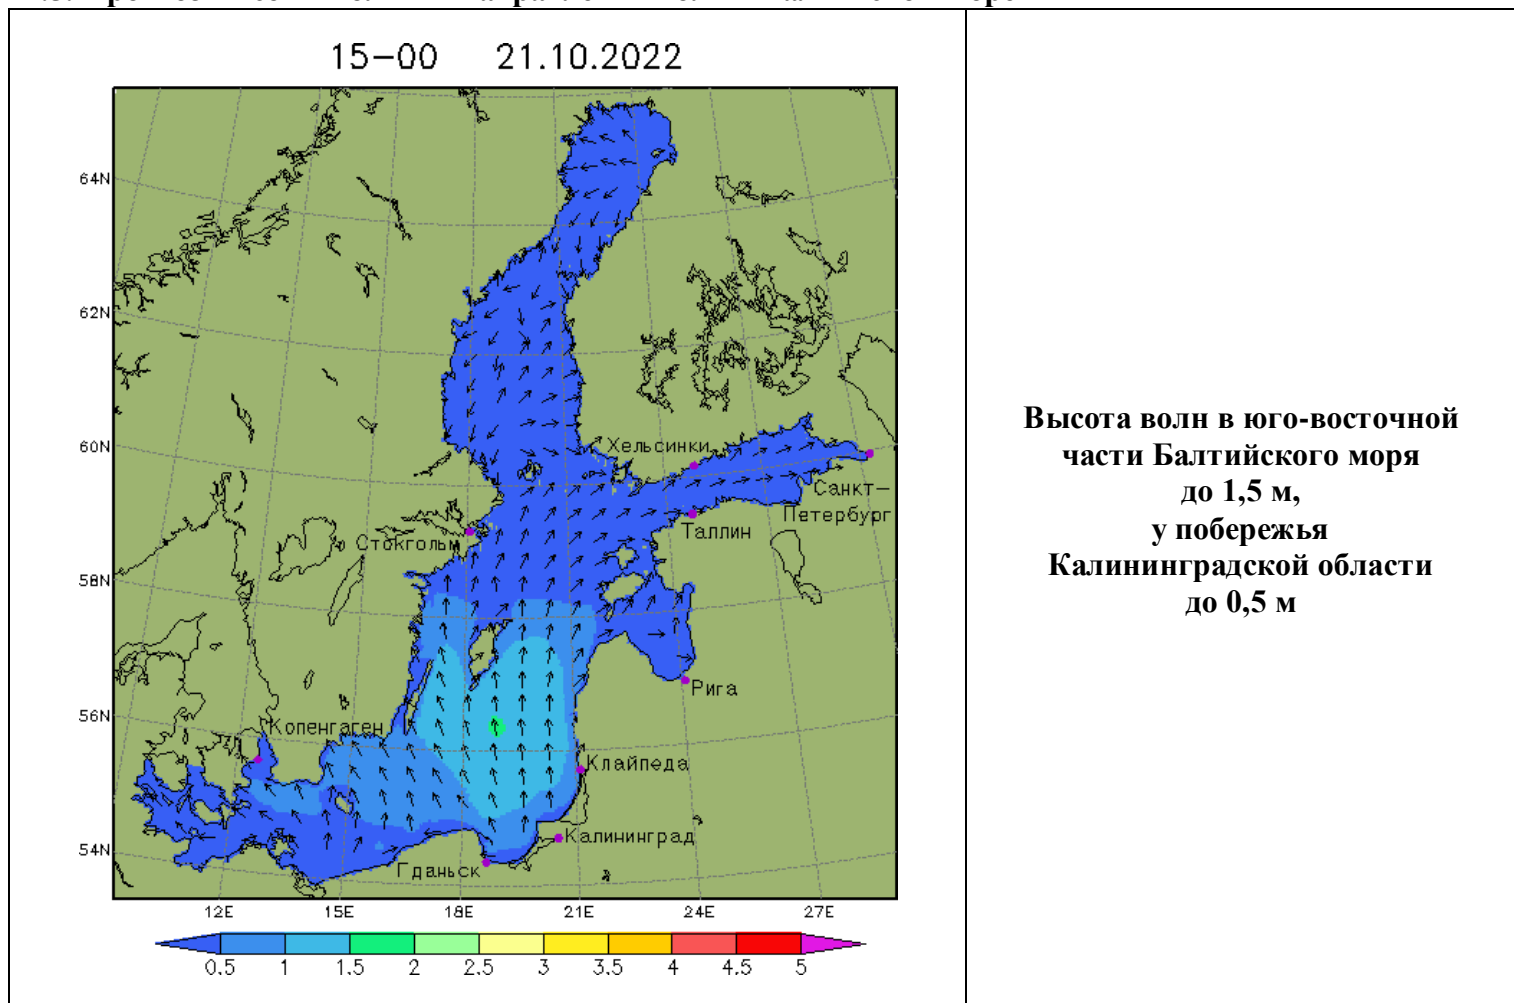 15-00 21.10.2022
64N
62N
60N
58N
56N
54N
Хельсинки
Санкт-
Петербург
Таллин
Стокгольм
Рига
Копенгаген
Клайпеда
Калининград
Гданьск
12E 15E 18E 21E 24E 27E
0.5 1 1.5 2 2.5 3 3.5 4 4.5 5
Высота волн в юго-восточной
части Балтийского моря
до 1,5 м,
у побережья
Калининградской области
до 0,5 м